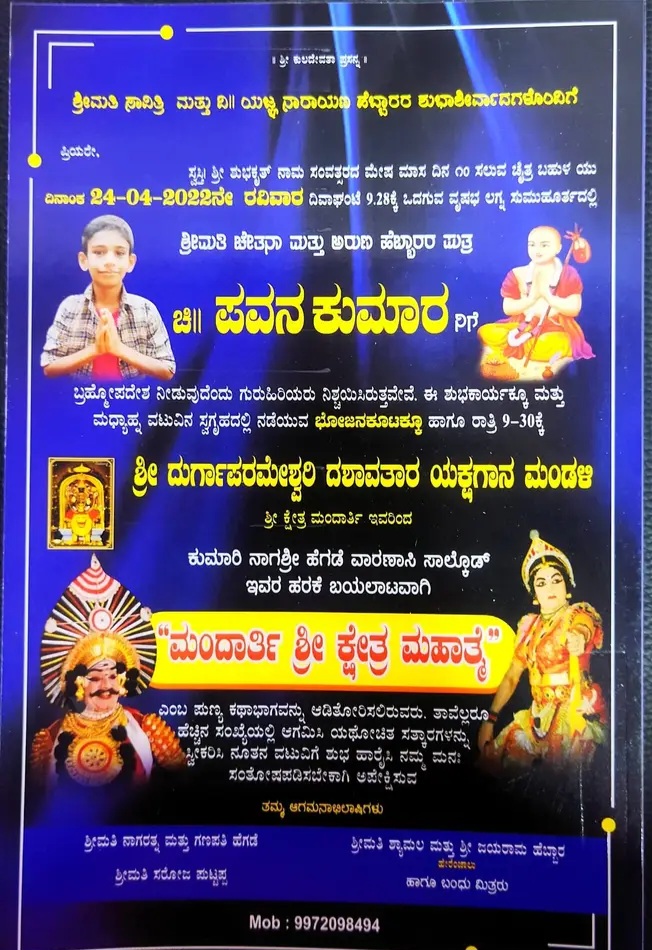 ॥ ಶ್ರೀ ಕುಲದೇವತಾ ಪ್ರಸನ್ನ ॥
ಶ್ರೀಮತಿ ಸಾವಿತ್ರಿ ಮತ್ತು ದಿ॥ ಯಜ್ಞ ನಾರಾಯಣ ಹೆಬ್ಬಾರರ ಶುಭಾಶೀರ್ವಾದಗಳೊಂದಿಗೆ
ಪ್ರಿಯರೇ,
ಸ್ವಸ್ತಿ। ಶ್ರೀ ಶುಭಕೃತ್ ನಾಮ ಸಂವತ್ಸರದ ಮೇಷ ಮಾಸ ದಿನ ೧೦ ಸಲುವ ಚೈತ್ರ ಬಹುಳ ಯು
ದಿನಾಂಕ 24-04-2022ನೇ ರವಿವಾರ ದಿವಾಘಂಟೆ 9.28ಕ್ಕೆ ಒದಗುವ ವೃಷಭ ಲಗ್ನ ಸುಮುಹೂರ್ತದಲ್ಲಿ
ಶ್ರೀಮತಿ ಚೇತನಾ ಮತ್ತು ಅರುಣ ಹೆಬ್ಬಾರರ ಪುತ್ರ
ಚಿ॥ ಪವನ ಕುಮಾರ ನಿಗೆ
ಬ್ರಹ್ಮೋಪದೇಶ ನೀಡುವುದೆಂದು ಗುರುಹಿರಿಯರು ನಿಶ್ಚಯಿಸಿರುತ್ತವೇವೆ. ಈ ಶುಭಕಾರ್ಯಕ್ಕೂ ಮತ್ತು
ಮಧ್ಯಾಹ್ನ ವಟುವಿನ ಸ್ವಗೃಹದಲ್ಲಿ ನಡೆಯುವ ಭೋಜನಕೂಟಕ್ಕೂ ಹಾಗೂ ರಾತ್ರಿ 9-30ಕ್ಕೆ
ಶ್ರೀ ದುರ್ಗಾಪರಮೇಶ್ವರಿ ದಶಾವತಾರ ಯಕ್ಷಗಾನ ಮಂಡಳಿ
ಶ್ರೀ ಕ್ಷೇತ್ರ ಮಂದಾರ್ತಿ ಇವರಿಂದ
ಕುಮಾರಿ ನಾಗಶ್ರೀ ಹೆಗಡೆ ವಾರಣಾಸಿ ಸಾಲ್ಕೊಡ್
ಇವರ ಹರಕೆ ಬಯಲಾಟವಾಗಿ
“ಮಂದಾರ್ತಿ ಶ್ರೀ ಕ್ಷೇತ್ರ ಮಹಾತ್ಮೆ”
ಎಂಬ ಪುಣ್ಯ ಕಥಾಭಾಗವನ್ನು ಆಡಿತೋರಿಸಲಿರುವರು. ತಾವೆಲ್ಲರೂ
ಹೆಚ್ಚಿನ ಸಂಖ್ಯೆಯಲ್ಲಿ ಆಗಮಿಸಿ ಯಥೋಚಿತ ಸತ್ಕಾರಗಳನ್ನು
ಸ್ವೀಕರಿಸಿ ನೂತನ ವಟುವಿಗೆ ಶುಭ ಹಾರೈಸಿ ನಮ್ಮ ಮನಃ
ಸಂತೋಷಪಡಿಸಬೇಕಾಗಿ ಅಪೇಕ್ಷಿಸುವ
ತಮ್ಮ ಆಗಮನಾಭಿಲಾಷಿಗಳು
ಶ್ರೀಮತಿ ನಾಗರತ್ನ ಮತ್ತು ಗಣಪತಿ ಹೆಗಡೆ
ಶ್ರೀಮತಿ ಸರೋಜ ಪುಟ್ಟಪ್ಪ
ಶ್ರೀಮತಿ ಶ್ಯಾಮಲ ಮತ್ತು ಶ್ರೀ ಜಯರಾಮ ಹೆಬ್ಬಾರ
ಹೇರೆಂಜಾಲು
ಹಾಗೂ ಬಂಧು ಮಿತ್ರರು
Mob : 9972098494